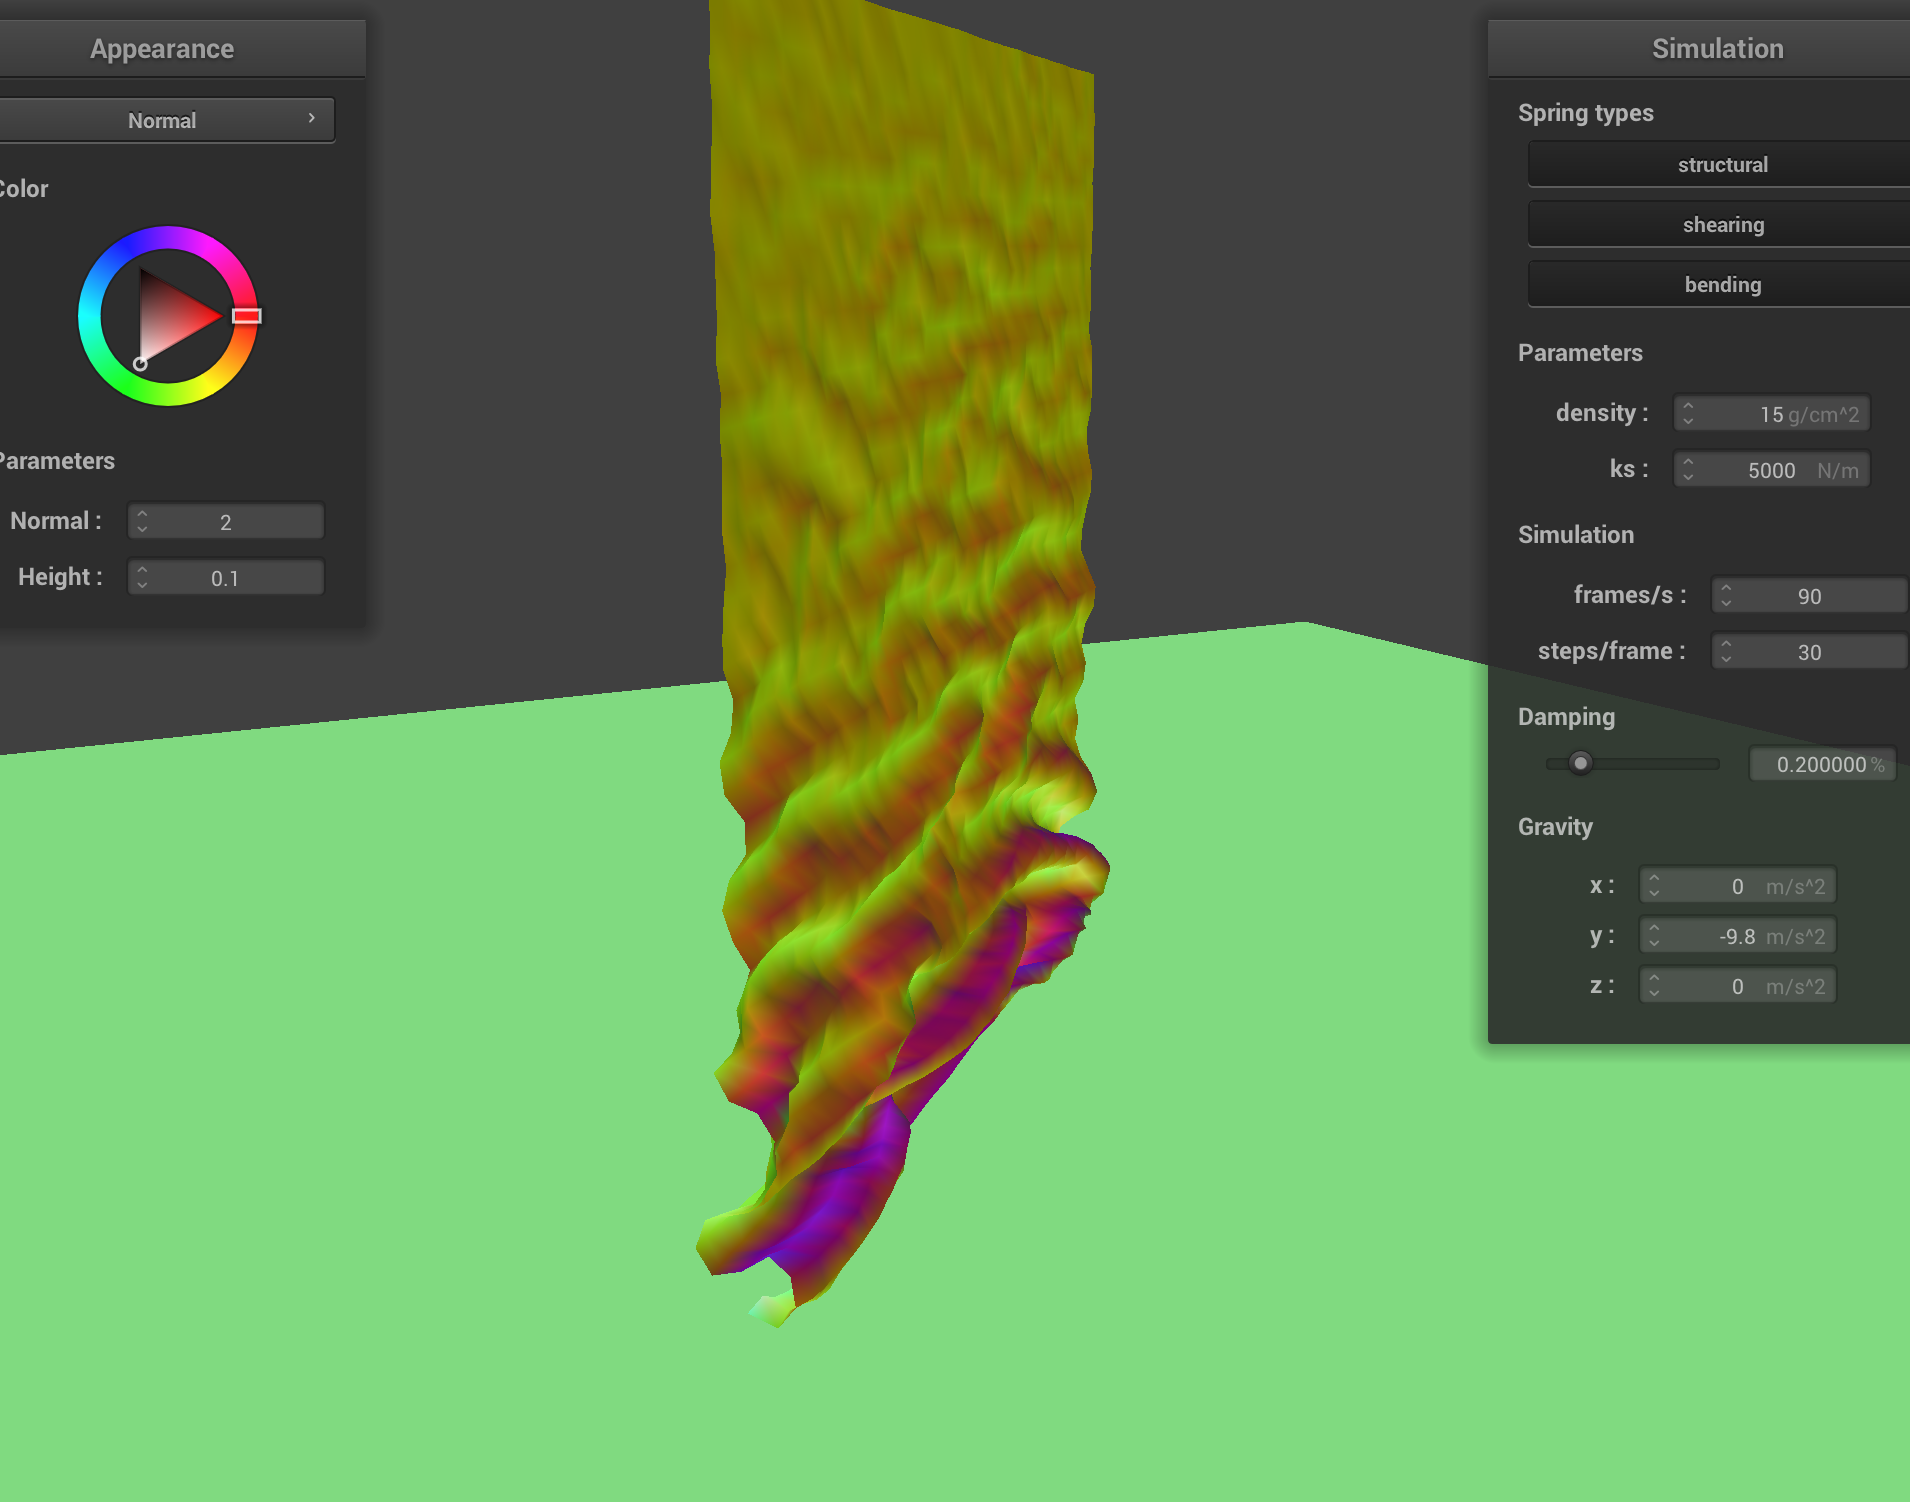 Appearance
Normal
Color
Parameters
Normal : 2
Height : 0.1
Simulation
Spring types
structural
shearing
bending
Parameters
density : 15 g/cm^2
ks : 5000 N/m
Simulation
frames/s : 90
steps/frame : 30
Damping
0.200000 %
Gravity
x : 0 m/s^2
y : -9.8 m/s^2
z : 0 m/s^2